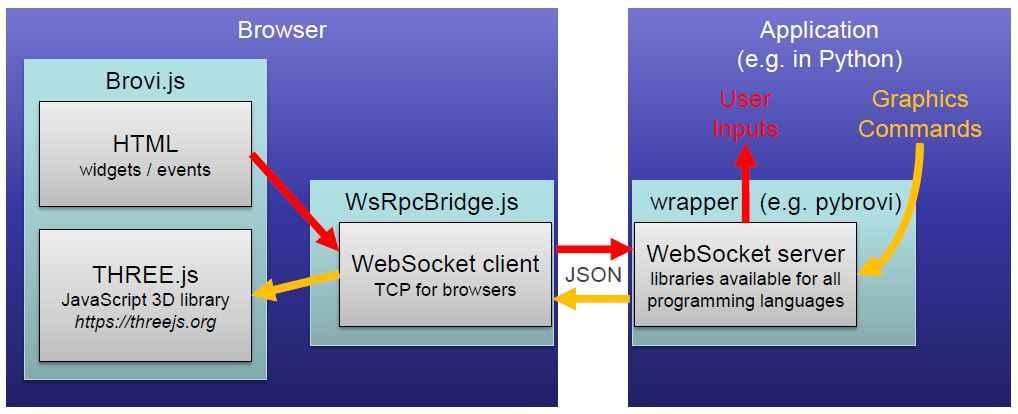 Browser
Brovi.js
HTML
widgets / events
THREE.js
JavaScript 3D library
https://threejs.org
WsRpcBridge.js
WebSocket client
TCP for browsers
JSON
Application
(e.g. in Python)
User
Inputs
Graphics
Commands
wrapper (e.g. pybrovi)
WebSocket server
libraries available for all
programming languages